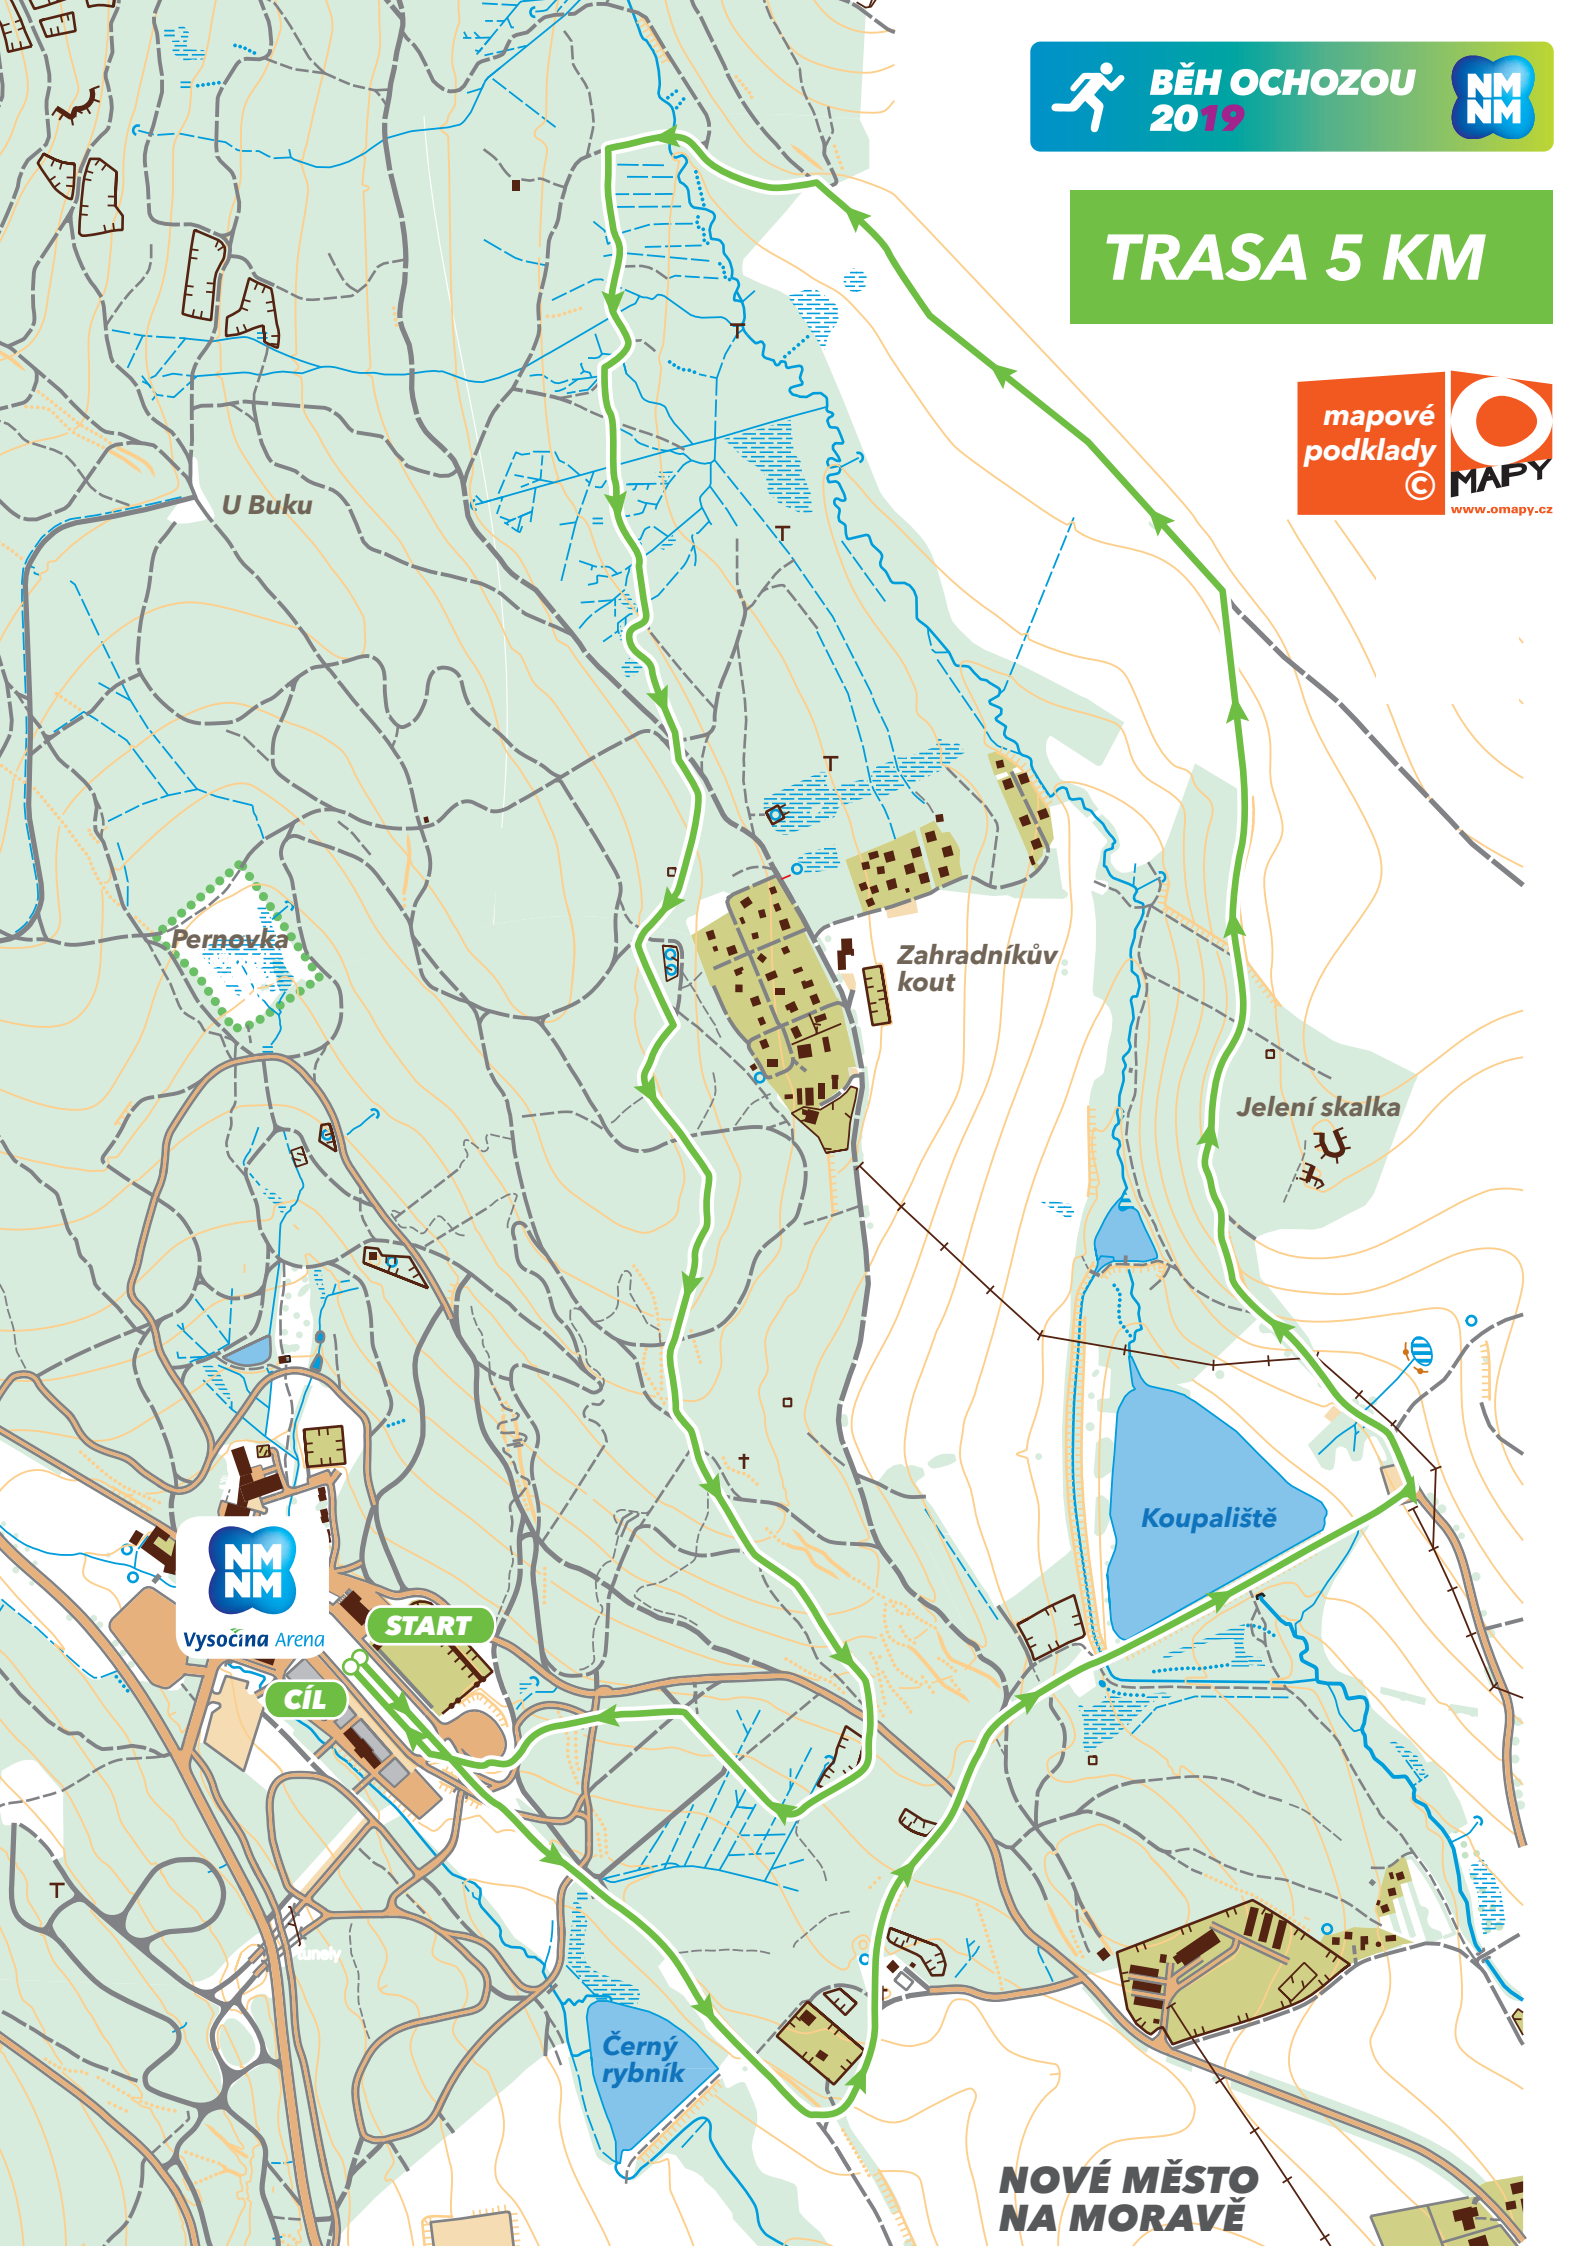 BĚH OCHOZOU
2019
NM
NM
TRASA 5 KM
mapové
podklady
©
MAPY
www.omapy.cz
U Buku
Pernovka
Zahradníkův
kout
Jelení skalka
Koupaliště
NM
NM
Vysočina Arena
START
CÍL
tunely
Černý
rybník
NOVÉ MĚSTO
NA MORAVĚ